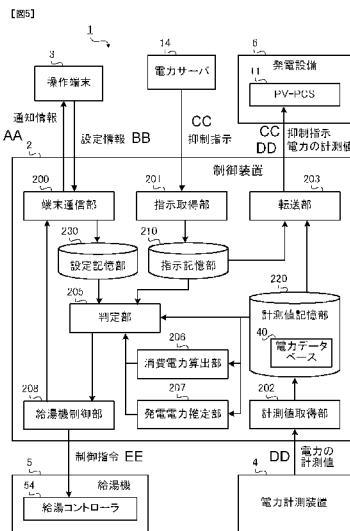 【図5】
1
3
操作端末
14
電力サーバ
6
発電設備
11
PV-PCS
通知情報
AA
設定情報 BB
CC
抑制指示
CC 抑制指示
DD 電力の計測値
2
制御装置
200
端末通信部
201
指示取得部
203
転送部
230
設定記憶部
210
指示記憶部
220
計測値記憶部
40
電力データ
ベース
205
判定部
206
消費電力算出部
207
発電電力推定部
208
給湯機制御部
202
計測値取得部
制御指令 EE
DD 電力の
計測値
5
給湯機
54
給湯コントローラ
4
電力計測装置